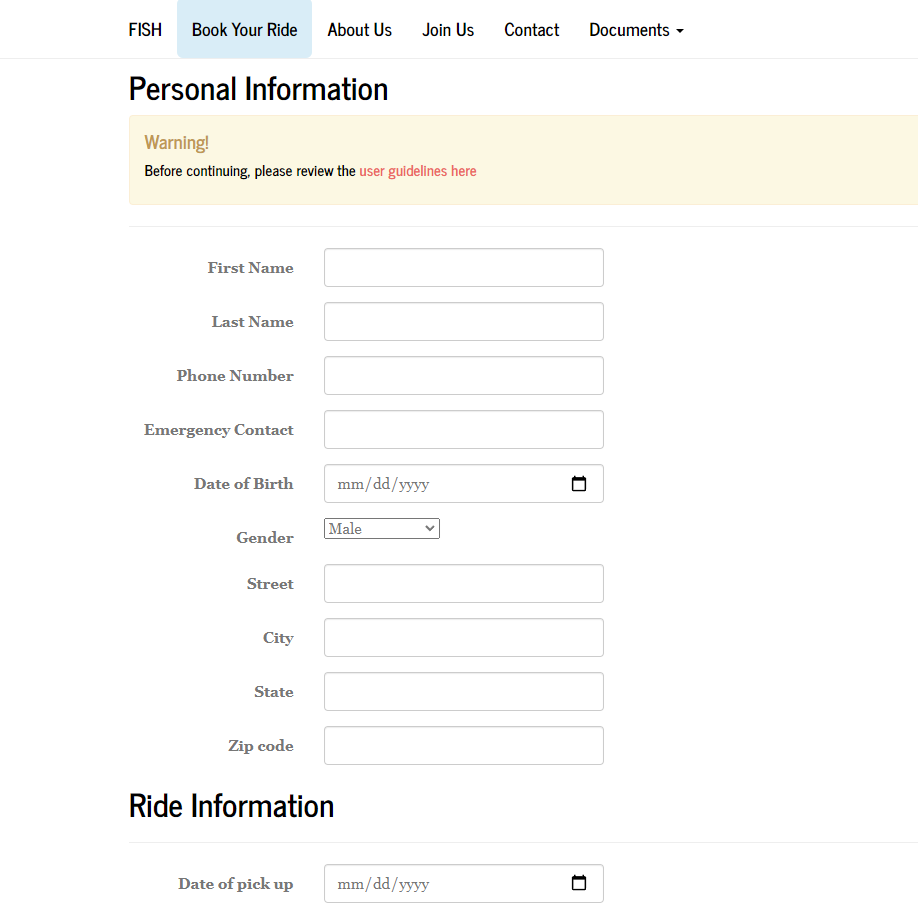 FISH Book Your Ride About Us Join Us Contact Documents
Personal Information
Warning!
Before continuing, please review the user guidelines here
First Name
Last Name
Phone Number
Emergency Contact
Date of Birth mm/dd/yyyy
Gender Male
Street
City
State
Zip code
Ride Information
Date of pick up mm/dd/yyyy